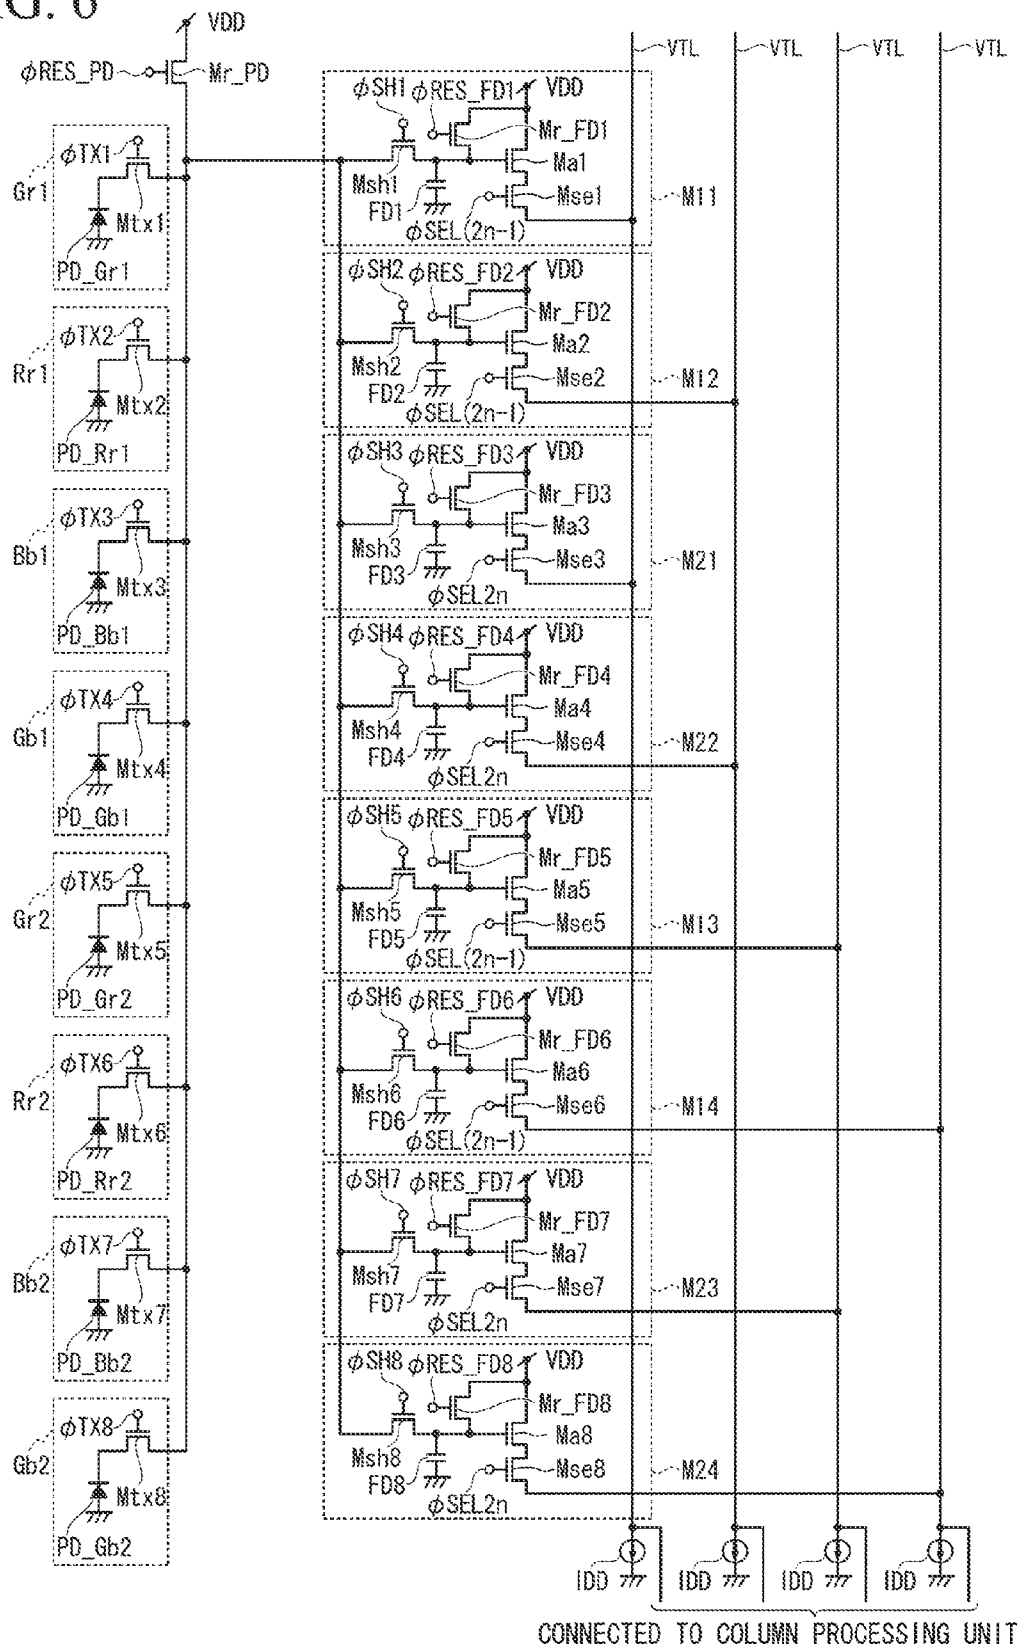 FIG. 6
VDD
φRES_PD
Mr_PD
VTL
VTL
VTL
VTL
Gr1
φTX1
Mtx1
PD_Gr1
Rr1
φTX2
Mtx2
PD_Rr1
Bb1
φTX3
Mtx3
PD_Bb1
Gb1
φTX4
Mtx4
PD_Gb1
Gr2
φTX5
Mtx5
PD_Gr2
Rr2
φTX6
Mtx6
PD_Rr2
Bb2
φTX7
Mtx7
PD_Bb2
Gb2
φTX8
Mtx8
PD_Gb2
φSH1
φRES_FD1
VDD
Mr_FD1
Ma1
Msh1
FD1
Mse1
φSEL(2n-1)
M11
φSH2
φRES_FD2
VDD
Mr_FD2
Ma2
Msh2
FD2
Mse2
φSEL(2n-1)
M12
φSH3
φRES_FD3
VDD
Mr_FD3
Ma3
Msh3
FD3
Mse3
φSEL2n
M21
φSH4
φRES_FD4
VDD
Mr_FD4
Ma4
Msh4
FD4
Mse4
φSEL2n
M22
φSH5
φRES_FD5
VDD
Mr_FD5
Ma5
Msh5
FD5
Mse5
φSEL(2n-1)
M13
φSH6
φRES_FD6
VDD
Mr_FD6
Ma6
Msh6
FD6
Mse6
φSEL(2n-1)
M14
φSH7
φRES_FD7
VDD
Mr_FD7
Ma7
Msh7
FD7
Mse7
φSEL2n
M23
φSH8
φRES_FD8
VDD
Mr_FD8
Ma8
Msh8
FD8
Mse8
φSEL2n
M24
IDD
IDD
IDD
IDD
CONNECTED TO COLUMN PROCESSING UNIT